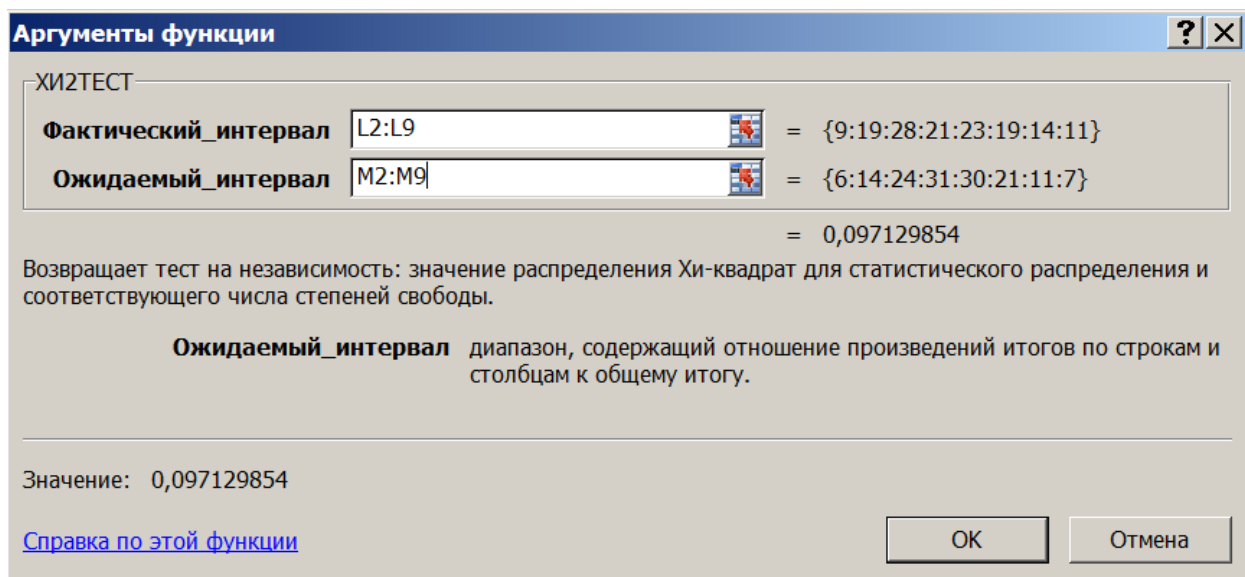 Аргументы функции
ХИ2ТЕСТ
Фактический_интервал L2:L9 = {9:19:28:21:23:19:14:11}
Ожидаемый_интервал M2:M9 = {6:14:24:31:30:21:11:7}
= 0,097129854
Возвращает тест на независимость: значение распределения Хи-квадрат для статистического распределения и
соответствующего числа степеней свободы.
Ожидаемый_интервал диапазон, содержащий отношение произведений итогов по строкам и
столбцам к общему итогу.
Значение: 0,097129854
Справка по этой функции
ОК Отмена